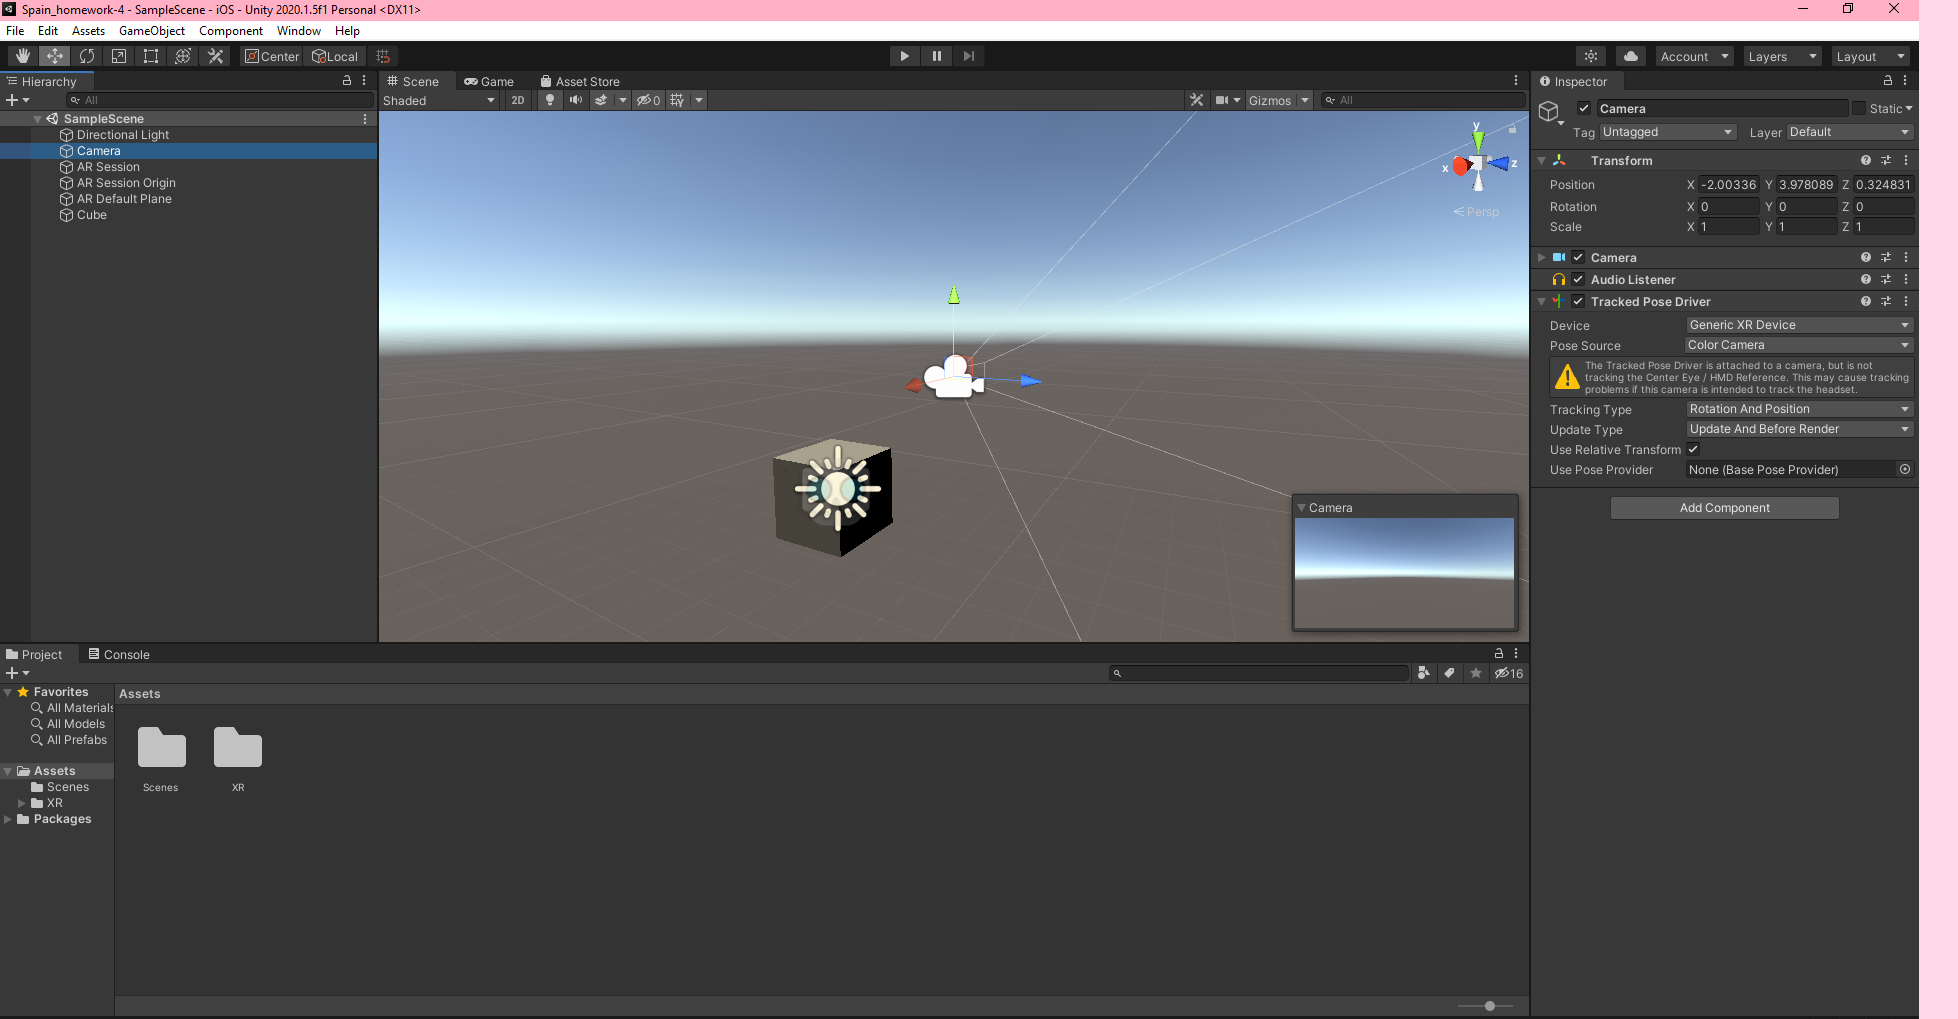 Spain_homework-4 - SampleScene - iOS - Unity 2020.1.5f1 Personal <DX11>
File Edit Assets GameObject Component Window Help
Center Local Account Layers Layout
Hierarchy
All
SampleScene
Directional Light
Camera
AR Session
AR Session Origin
AR Default Plane
Cube
Scene Game Asset Store
Shaded 2D 0 Gizmos All
y
x z
Persp
Camera
Inspector
Camera Static
Tag Untagged Layer Default
Transform
Position X -2.00336 Y 3.978089 Z 0.324831
Rotation X 0 Y 0 Z 0
Scale X 1 Y 1 Z 1
Camera
Audio Listener
Tracked Pose Driver
Device Generic XR Device
Pose Source Color Camera
The Tracked Pose Driver is attached to a camera, but is not
tracking the Center Eye / HMD Reference. This may cause tracking
problems if this camera is intended to track the headset.
Tracking Type Rotation And Position
Update Type Update And Before Render
Use Relative Transform
Use Pose Provider None (Base Pose Provider)
Add Component
Project Console
16
Favorites
All Materials
All Models
All Prefabs
Assets
Scenes
XR
Packages
Assets
Scenes XR